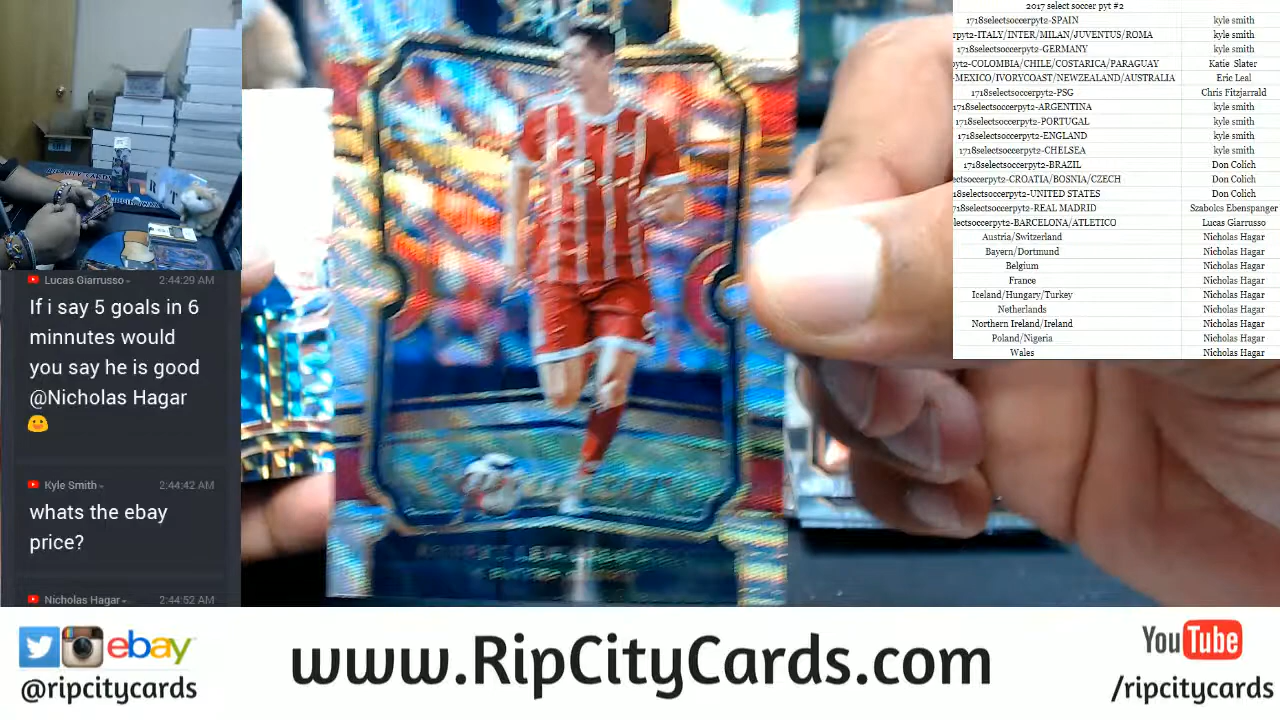 2017 select soccer pyt #2
1718selectsoccerpyt2-SPAIN kyle smith
rpyt2-ITALY/INTER/MILAN/JUVENTUS/ROMA kyle smith
1718selectsoccerpyt2-GERMANY kyle smith
pyt2-COLOMBIA/CHILE/COSTARICA/PARAGUAY Katie Slater
-MEXICO/IVORYCOAST/NEWZEALAND/AUSTRALIA Eric Leal
1718selectsoccerpyt2-PSG Chris Fitzjarrald
1718selectsoccerpyt2-ARGENTINA kyle smith
1718selectsoccerpyt2-PORTUGAL kyle smith
1718selectsoccerpyt2-ENGLAND kyle smith
1718selectsoccerpyt2-CHELSEA kyle smith
1718selectsoccerpyt2-BRAZIL Don Colich
ectsoccerpyt2-CROATIA/BOSNIA/CZECH Don Colich
18selectsoccerpyt2-UNITED STATES Don Colich
718selectsoccerpyt2-REAL MADRID Szabolcs Ebenspanger
lectsoccerpyt2-BARCELONA/ATLETICO Lucas Giarrusso
Austria/Switzerland Nicholas Hagar
Bayern/Dortmund Nicholas Hagar
Belgium Nicholas Hagar
France Nicholas Hagar
Iceland/Hungary/Turkey Nicholas Hagar
Netherlands Nicholas Hagar
Northern Ireland/Ireland Nicholas Hagar
Poland/Nigeria Nicholas Hagar
Wales Nicholas Hagar
RIP CITY CARDS
Lucas Giarrusso 2:44:29 AM
If i say 5 goals in 6
minnutes would
you say he is good
@Nicholas Hagar
Kyle Smith 2:44:42 AM
whats the ebay
price?
Nicholas Hagar 2:44:52 AM
ebay
@ripcitycards
www.RipCityCards.com
YouTube
/ripcitycards